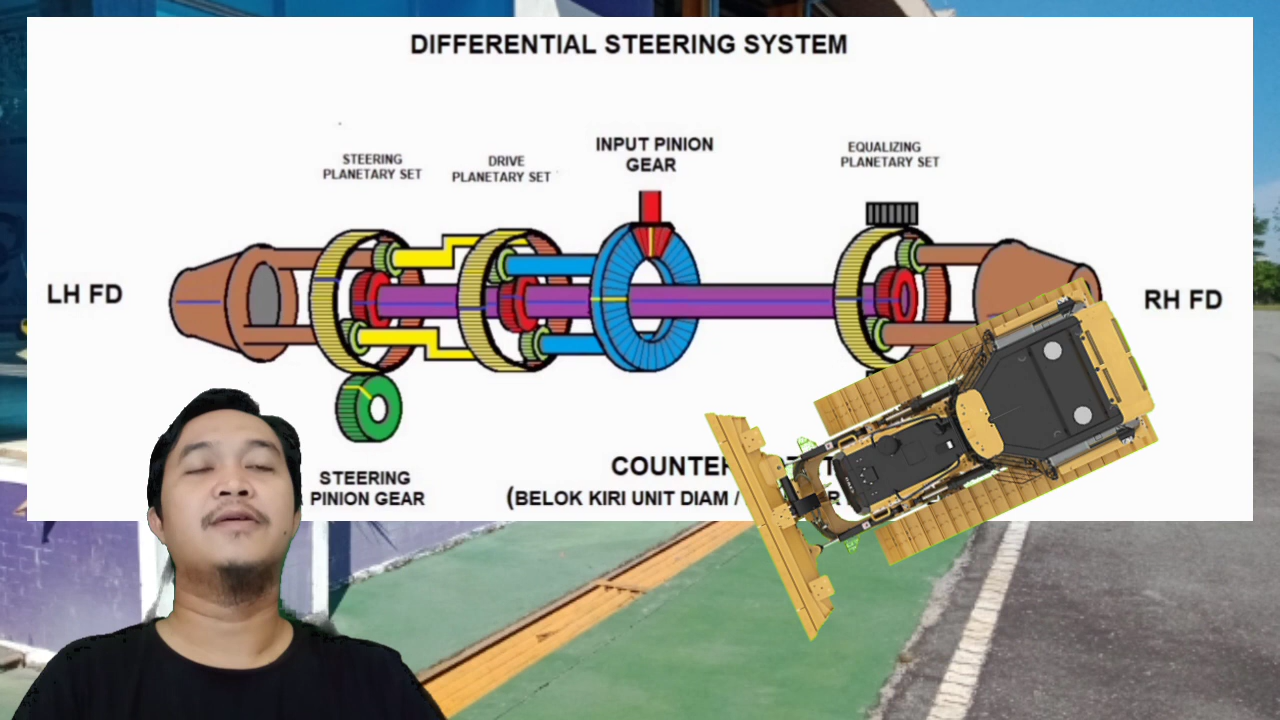 DIFFERENTIAL STEERING SYSTEM
STEERING
PLANETARY SET
DRIVE
PLANETARY SET
INPUT PINION
GEAR
EQUALIZING
PLANETARY SET
LH FD
RH FD
STEERING
PINION GEAR
(BELOK KIRI UNIT DIAM /